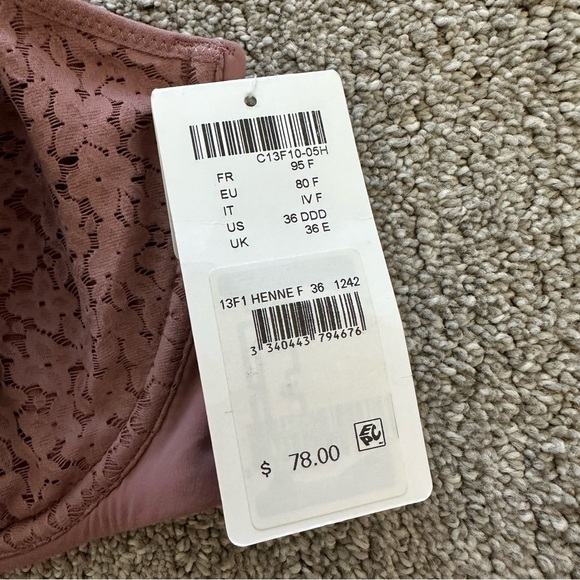 C13F10-05H
FR 95 F
EU 80 F
IT IV F
US 36 DDD
UK 36 E
13F1 HENNE F 36 1242
3 340443 794676
EPC
$ 78.00